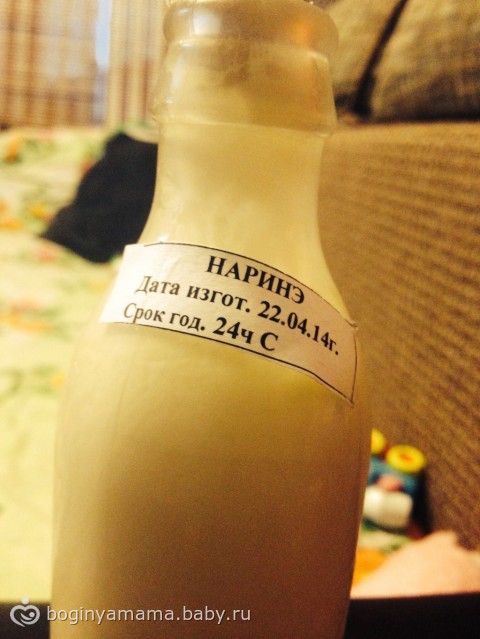 НАРИНЭ
Дата изгот. 22.04.14г.
Срок год. 24ч С
boginyamama.baby.ru